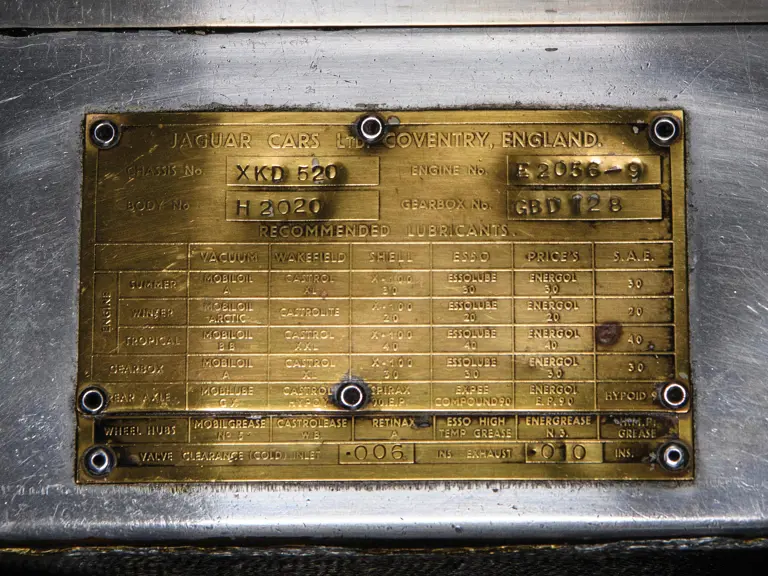 JAGUAR CARS LTD. COVENTRY, ENGLAND.
CHASSIS No XKD 520 ENGINE No. E 2056-9
BODY No. H 2020 GEARBOX No. GBD 128
RECOMMENDED LUBRICANTS.
VACUUM WAKEFIELD SHELL ESSO PRICE'S S.A.E.
ENGINE
SUMMER MOBILOIL A CASTROL XL X-100 30 ESSOLUBE 30 ENERGOL 30 30
WINTER MOBILOIL ARCTIC CASTROLITE X-100 20 ESSOLUBE 20 ENERGOL 20 20
TROPICAL MOBILOIL BB CASTROL XXL X-100 40 ESSOLUBE 40 ENERGOL 40 40
GEARBOX MOBILOIL A CASTROL XL X-100 30 ESSOLUBE 30 ENERGOL 30 30
REAR AXLE MOBILUBE GX CASTROL SPIRAX E.P. EXPEE COMPOUND 90 ENERGOL E.P. 90 HYPOID 9
WHEEL HUBS MOBILGREASE No 5 CASTROLEASE W.B. RETINAX A ESSO HIGH TEMP GREASE ENERGREASE N.3. H.M.P. GREASE
VALVE CLEARANCE (COLD) INLET .006 INS. EXHAUST .010 INS.